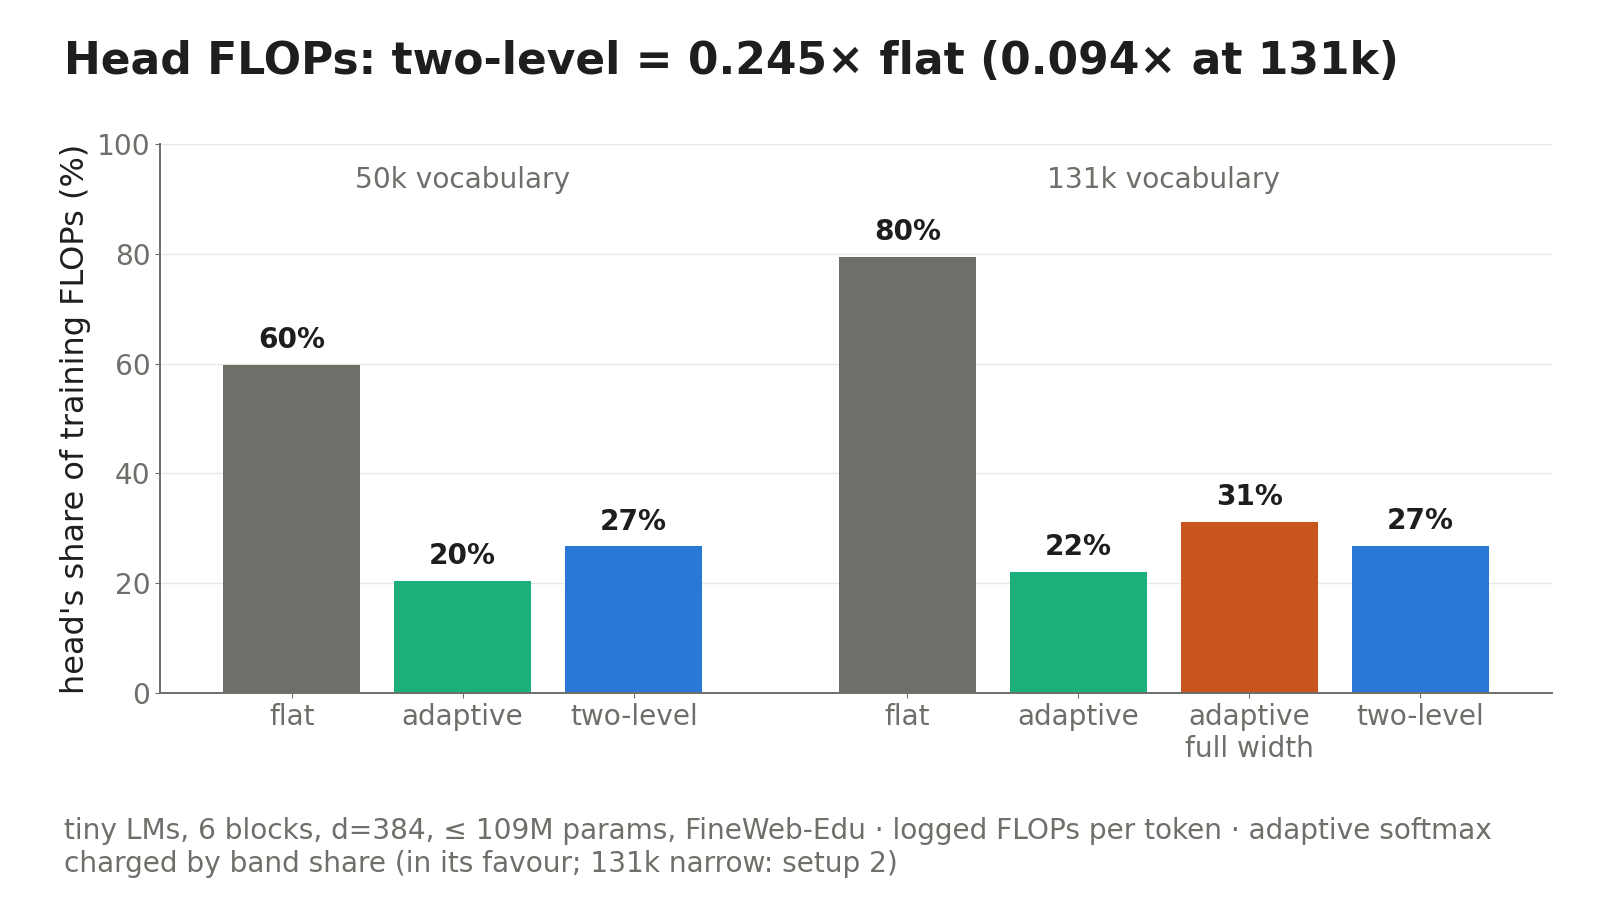 Head FLOPs: two-level = 0.245× flat (0.094× at 131k)
head's share of training FLOPs (%)
100
80
60
40
20
0
50k vocabulary
131k vocabulary
60%
20%
27%
80%
22%
31%
27%
flat
adaptive
two-level
flat
adaptive
adaptive
full width
two-level
tiny LMs, 6 blocks, d=384, ≤ 109M params, FineWeb-Edu · logged FLOPs per token · adaptive softmax
charged by band share (in its favour; 131k narrow: setup 2)